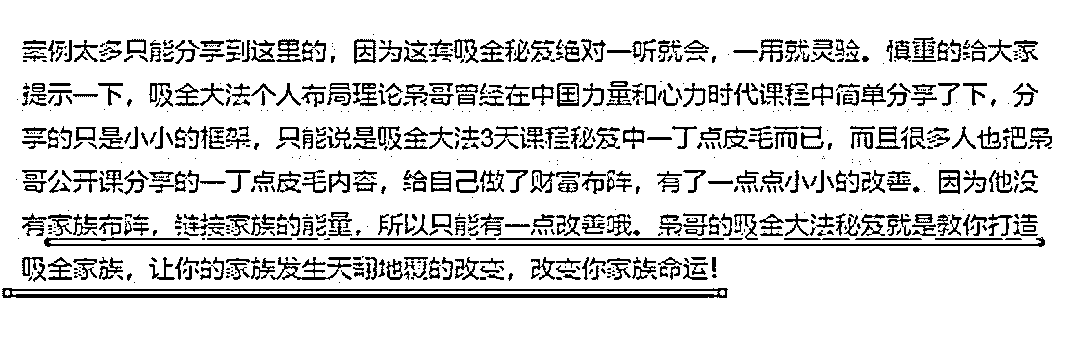 案例太多只能分享到这里的，因为这套吸金秘笈绝对一听就会，一用就灵验。慎重的给大家
提示一下，吸金大法个人布局理论枭哥曾经在中国力量和心力时代课程中简单分享了下，分
享的只是小小的框架，只能说是吸金大法3天课程秘笈中一丁点皮毛而已，而且很多人也把枭
哥公开课分享的一丁点皮毛内容，给自己做了财富布阵，有了一点点小小的改善。因为他没
有家族布阵，链接家族的能量，所以只能有一点改善哦。枭哥的吸金大法秘笈就是教你打造
吸金家族，让你的家族发生天翻地覆的改变，改变你家族命运！